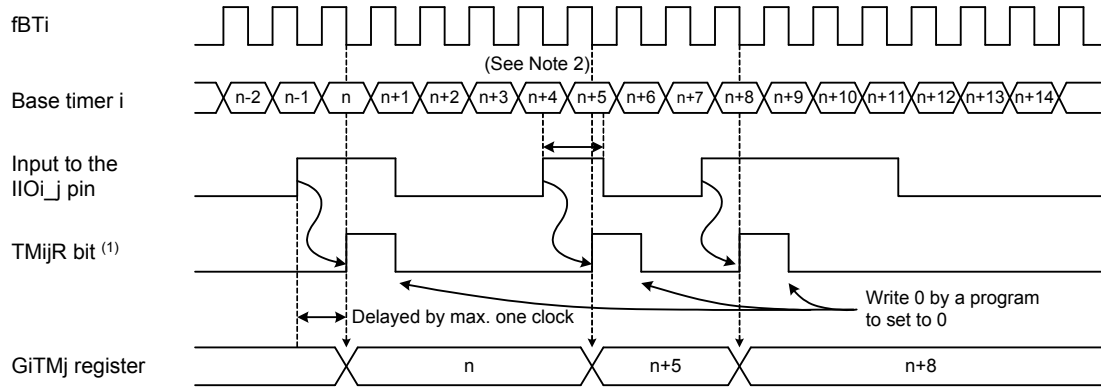 fBTi
(See Note 2)
Base timer i
n-2 n-1 n n+1 n+2 n+3 n+4 n+5 n+6 n+7 n+8 n+9 n+10 n+11 n+12 n+13 n+14
Input to the
IIOi_j pin
TMijR bit (1)
Write 0 by a program
to set to 0
Delayed by max. one clock
GiTMj register
n n+5 n+8